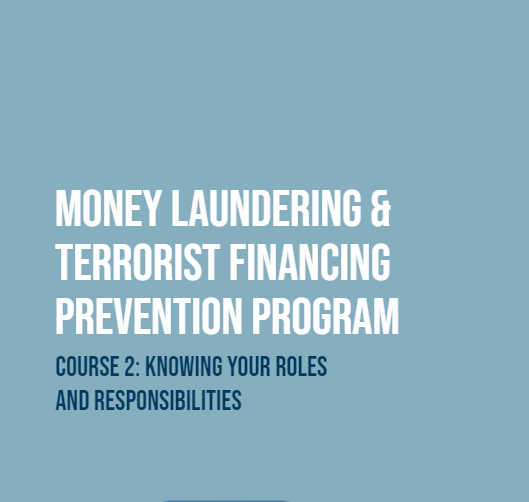 MONEY LAUNDERING &
TERRORIST FINANCING
PREVENTION PROGRAM
COURSE 2: KNOWING YOUR ROLES
AND RESPONSIBILITIES